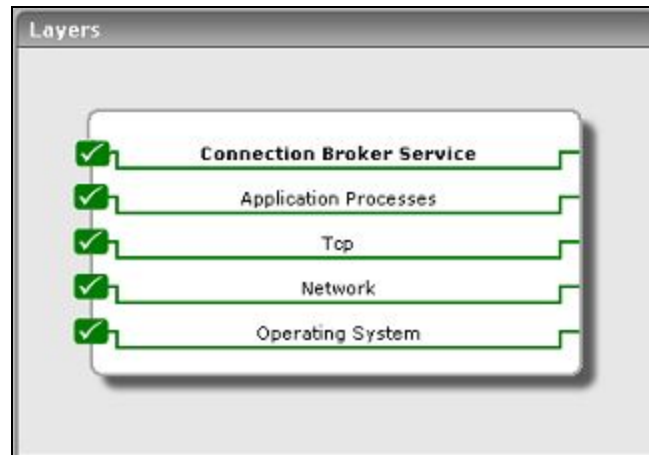 Layers
Connection Broker Service
Application Processes
Tcp
Network
Operating System